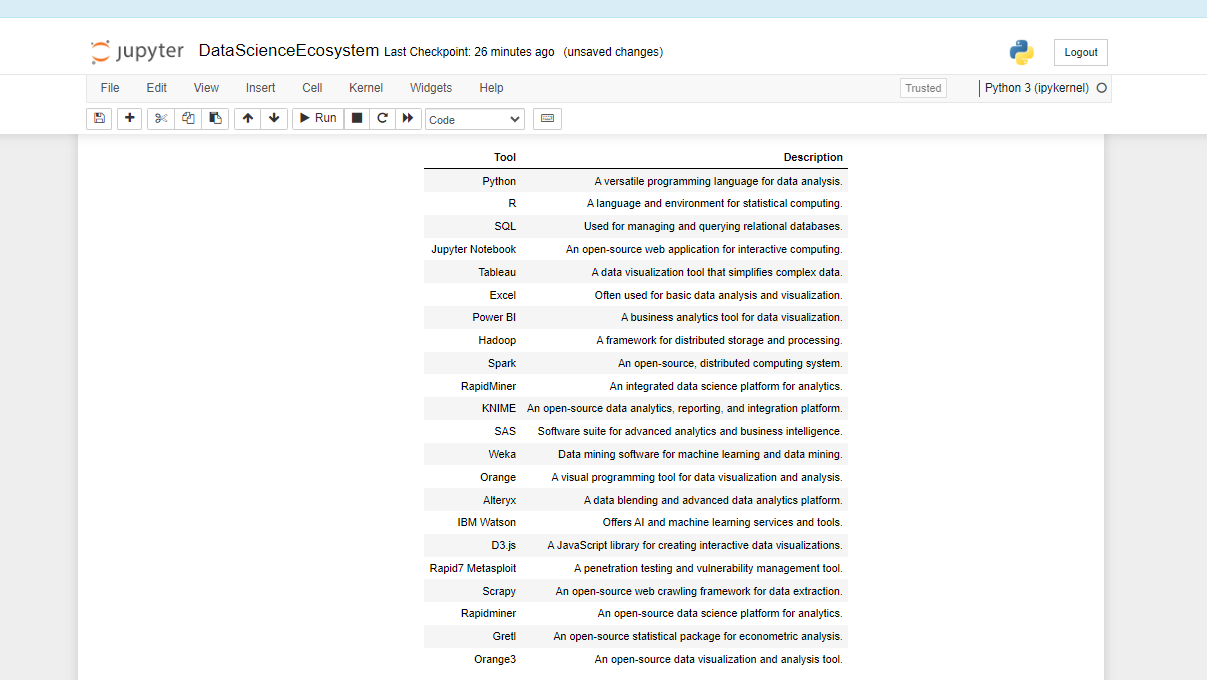 jupyter DataScienceEcosystem Last Checkpoint: 26 minutes ago (unsaved changes) Logout
File Edit View Insert Cell Kernel Widgets Help Trusted Python 3 (ipykernel)
Run Code
Tool Description
Python A versatile programming language for data analysis.
R A language and environment for statistical computing.
SQL Used for managing and querying relational databases.
Jupyter Notebook An open-source web application for interactive computing.
Tableau A data visualization tool that simplifies complex data.
Excel Often used for basic data analysis and visualization.
Power BI A business analytics tool for data visualization.
Hadoop A framework for distributed storage and processing.
Spark An open-source, distributed computing system.
RapidMiner An integrated data science platform for analytics.
KNIME An open-source data analytics, reporting, and integration platform.
SAS Software suite for advanced analytics and business intelligence.
Weka Data mining software for machine learning and data mining.
Orange A visual programming tool for data visualization and analysis.
Alteryx A data blending and advanced data analytics platform.
IBM Watson Offers AI and machine learning services and tools.
D3.js A JavaScript library for creating interactive data visualizations.
Rapid7 Metasploit A penetration testing and vulnerability management tool.
Scrapy An open-source web crawling framework for data extraction.
Rapidminer An open-source data science platform for analytics.
Gretl An open-source statistical package for econometric analysis.
Orange3 An open-source data visualization and analysis tool.